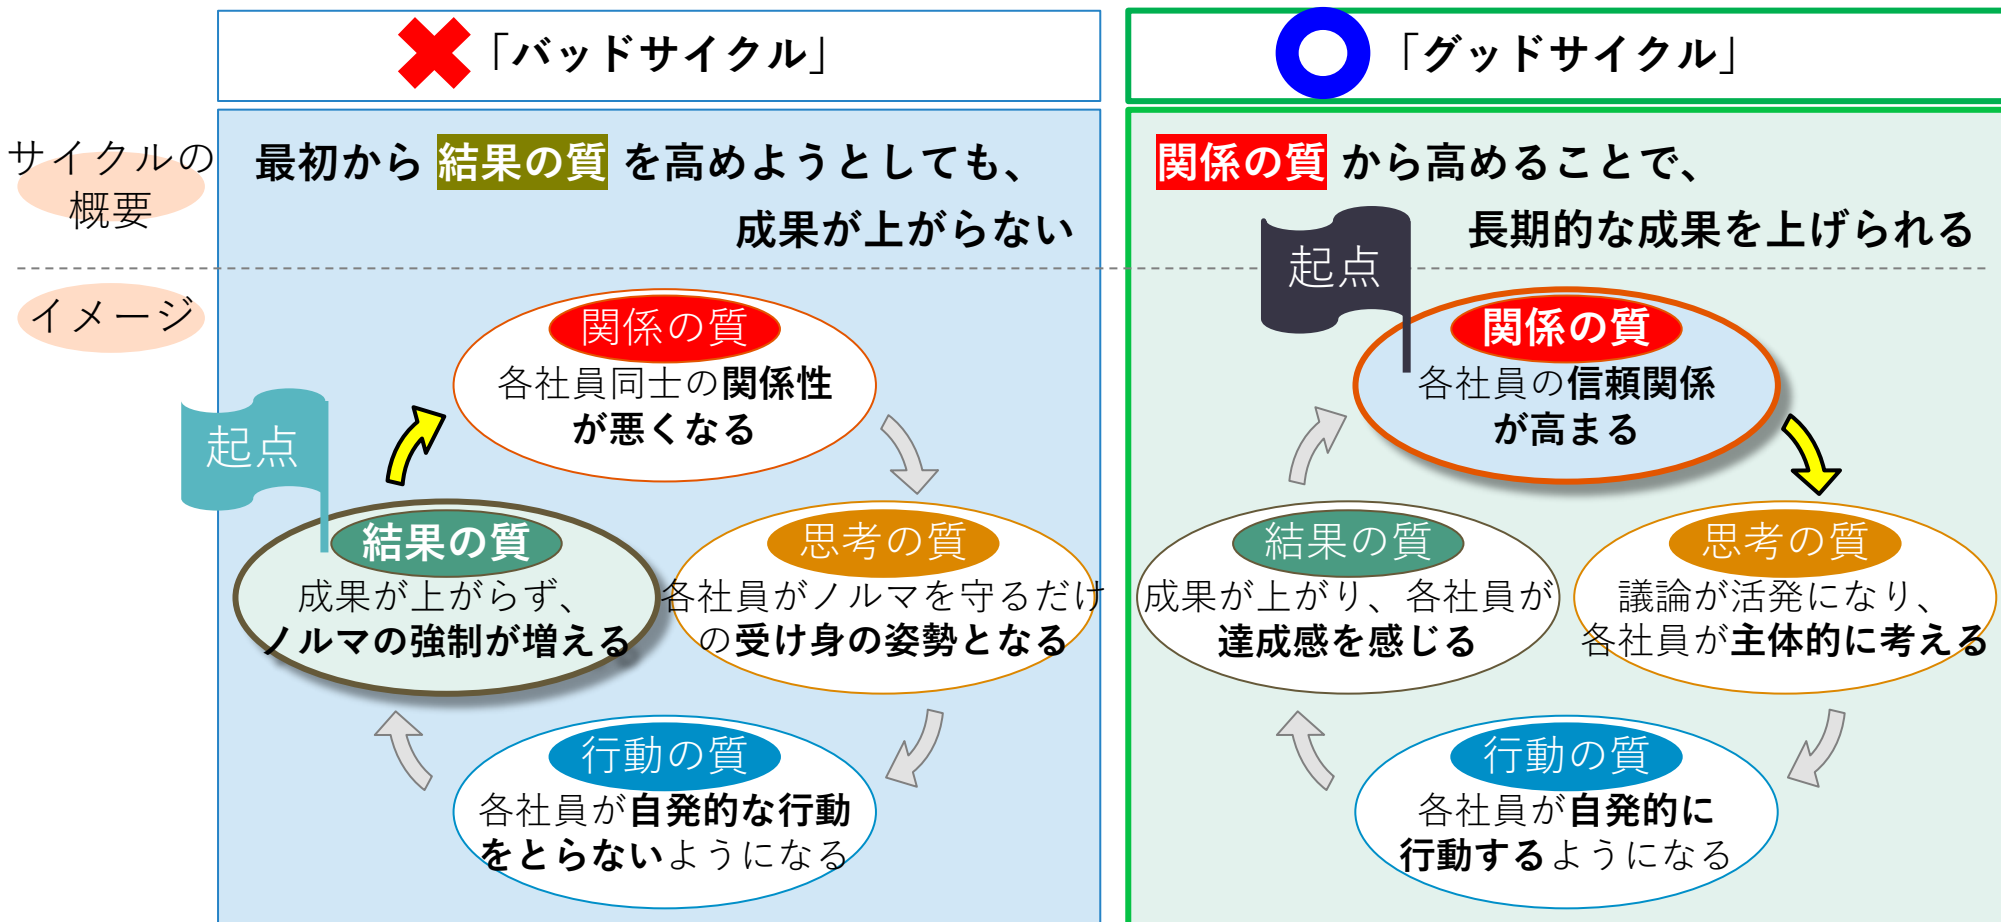 「バッドサイクル」
「グッドサイクル」
サイクルの
概要
最初から 結果の質 を高めようとしても、
成果が上がらない
関係の質 から高めることで、
長期的な成果を上げられる
イメージ
関係の質
各社員同士の関係性
が悪くなる
起点
結果の質
成果が上がらず、
ノルマの強制が増える
思考の質
各社員がノルマを守るだけ
の受け身の姿勢となる
行動の質
各社員が自発的な行動
をとらないようになる
起点
関係の質
各社員の信頼関係
が高まる
結果の質
成果が上がり、各社員が
達成感を感じる
思考の質
議論が活発になり、
各社員が主体的に考える
行動の質
各社員が自発的に
行動するようになる